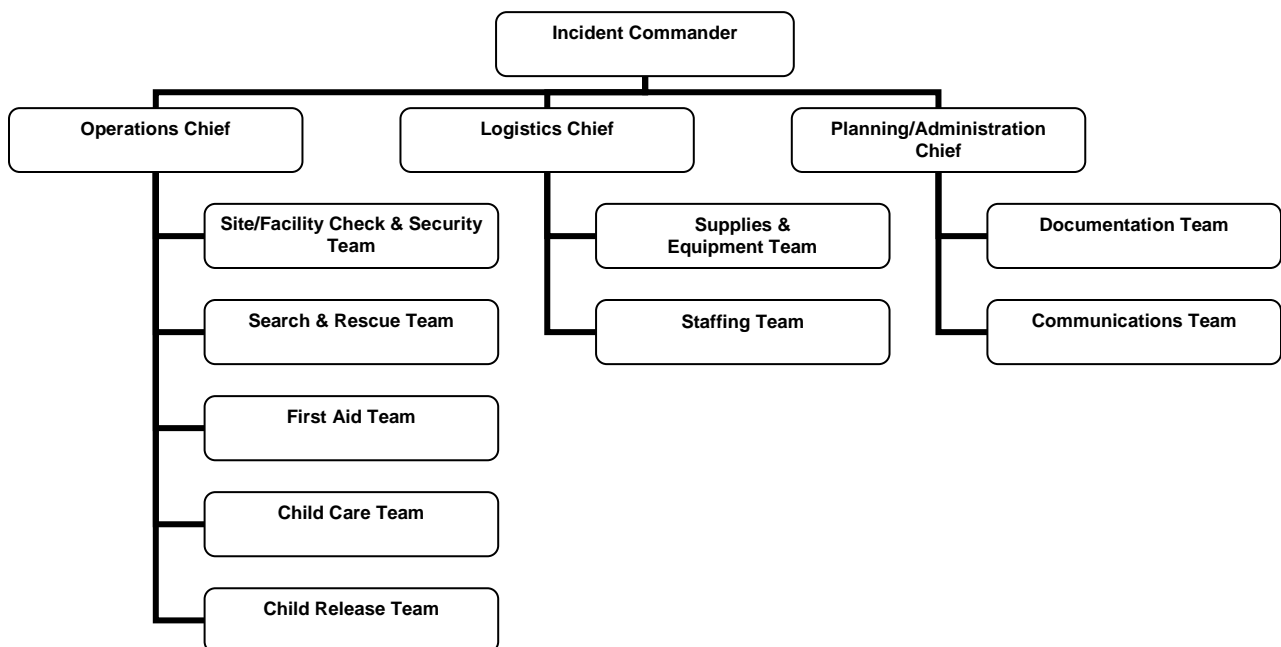 Incident Commander
Operations Chief
Logistics Chief
Planning/Administration
Chief
Site/Facility Check & Security
Team
Search & Rescue Team
First Aid Team
Child Care Team
Child Release Team
Supplies &
Equipment Team
Staffing Team
Documentation Team
Communications Team